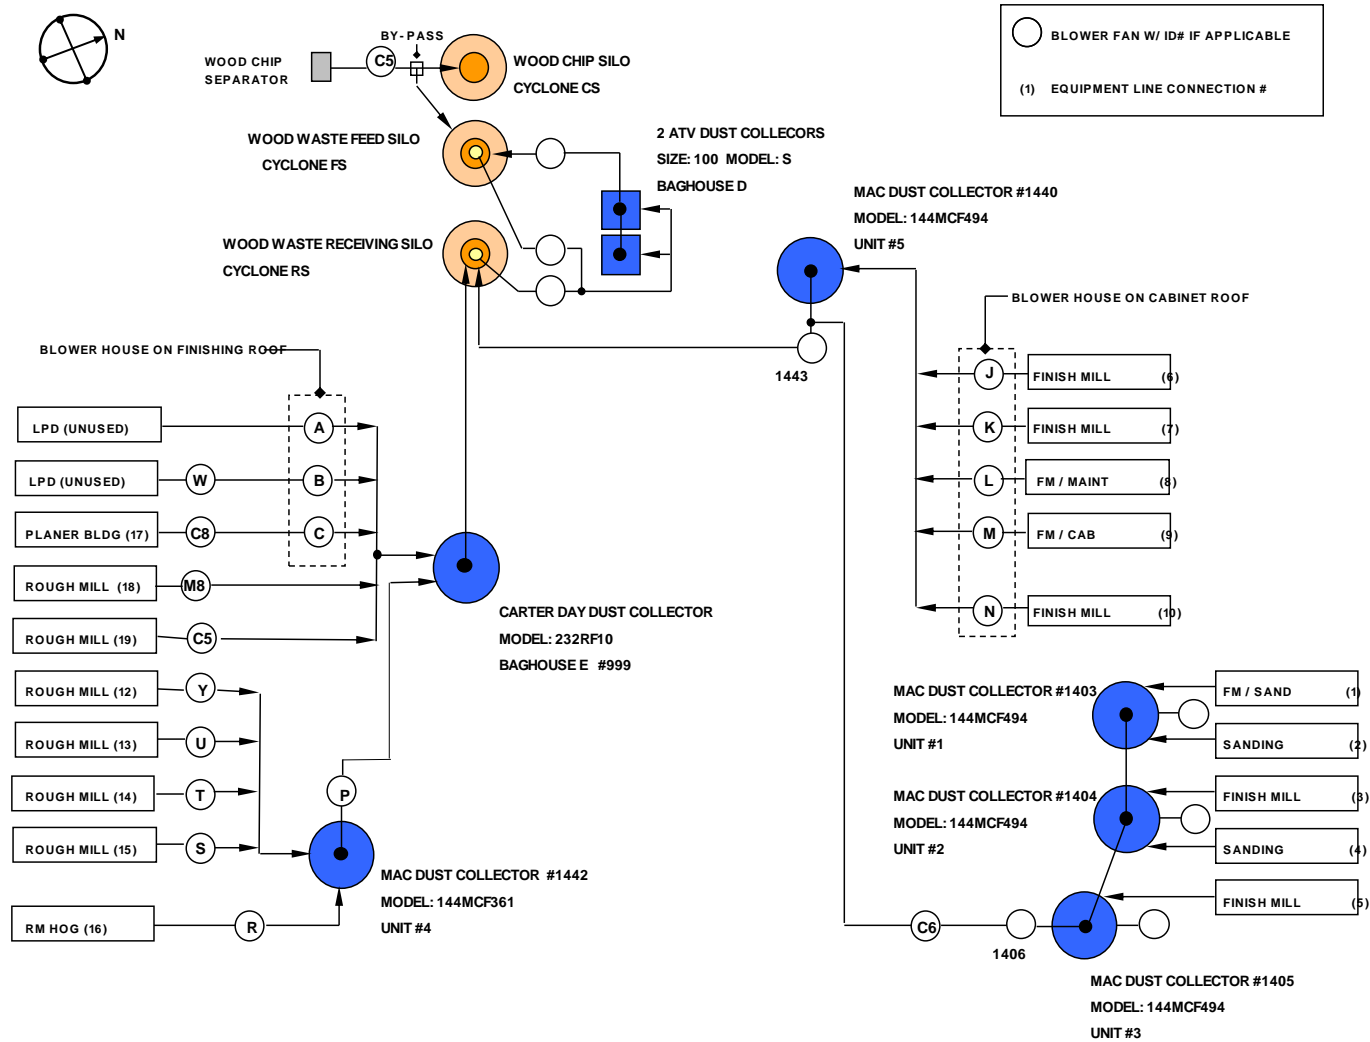 N
BY-PASS
WOOD CHIP
SEPARATOR
C5
WOOD CHIP SILO
CYCLONE CS
BLOWER FAN W/ ID# IF APPLICABLE
(1) EQUIPMENT LINE CONNECTION #
WOOD WASTE FEED SILO
CYCLONE FS
2 ATV DUST COLLECORS
SIZE: 100 MODEL: S
BAGHOUSE D
WOOD WASTE RECEIVING SILO
CYCLONE RS
MAC DUST COLLECTOR #1440
MODEL: 144MCF494
UNIT #5
BLOWER HOUSE ON CABINET ROOF
1443
BLOWER HOUSE ON FINISHING ROOF
J
FINISH MILL (6)
K
FINISH MILL (7)
L
FM / MAINT (8)
M
FM / CAB (9)
N
FINISH MILL (10)
LPD (UNUSED)
A
LPD (UNUSED)
W
B
PLANER BLDG (17)
C8
C
ROUGH MILL (18)
M8
ROUGH MILL (19)
C5
ROUGH MILL (12)
Y
ROUGH MILL (13)
U
ROUGH MILL (14)
T
ROUGH MILL (15)
S
RM HOG (16)
R
P
CARTER DAY DUST COLLECTOR
MODEL: 232RF10
BAGHOUSE E #999
MAC DUST COLLECTOR #1442
MODEL: 144MCF361
UNIT #4
MAC DUST COLLECTOR #1403
MODEL: 144MCF494
UNIT #1
FM / SAND (1)
SANDING (2)
MAC DUST COLLECTOR #1404
MODEL: 144MCF494
UNIT #2
FINISH MILL (3)
SANDING (4)
FINISH MILL (5)
C6
1406
MAC DUST COLLECTOR #1405
MODEL: 144MCF494
UNIT #3